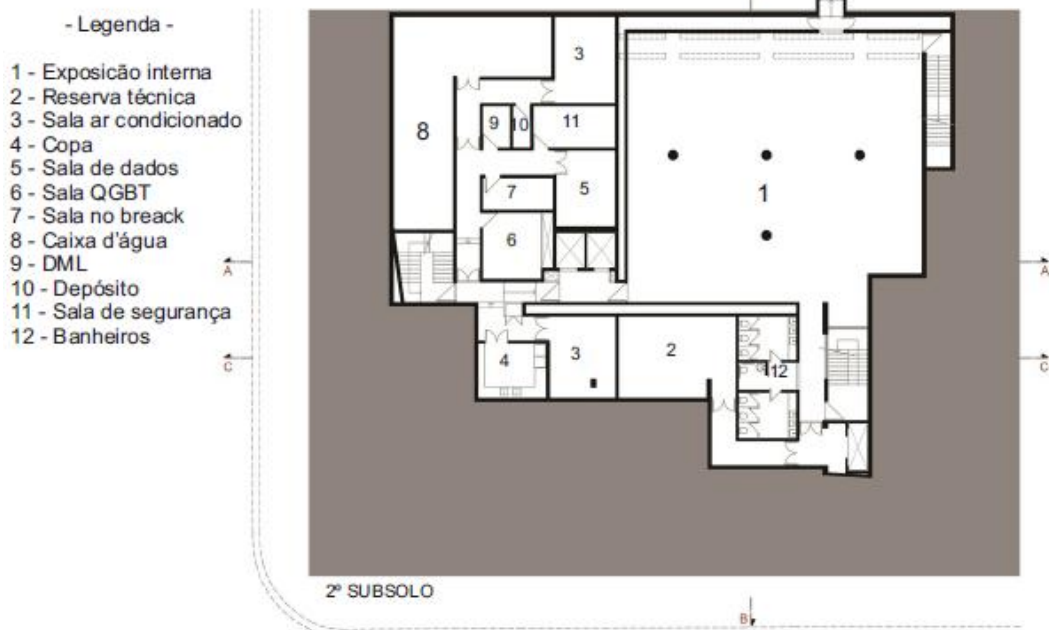 - Legenda -
1 - Exposicão interna
2 - Reserva técnica
3 - Sala ar condicionado
4 - Copa
5 - Sala de dados
6 - Sala QGBT
7 - Sala no breack
8 - Caixa d'água
9 - DML
10 - Depósito
11 - Sala de segurança
12 - Banheiros
3
8
9
10
11
7
5
1
6
A
A
4
3
2
12
C
C
2º SUBSOLO
B